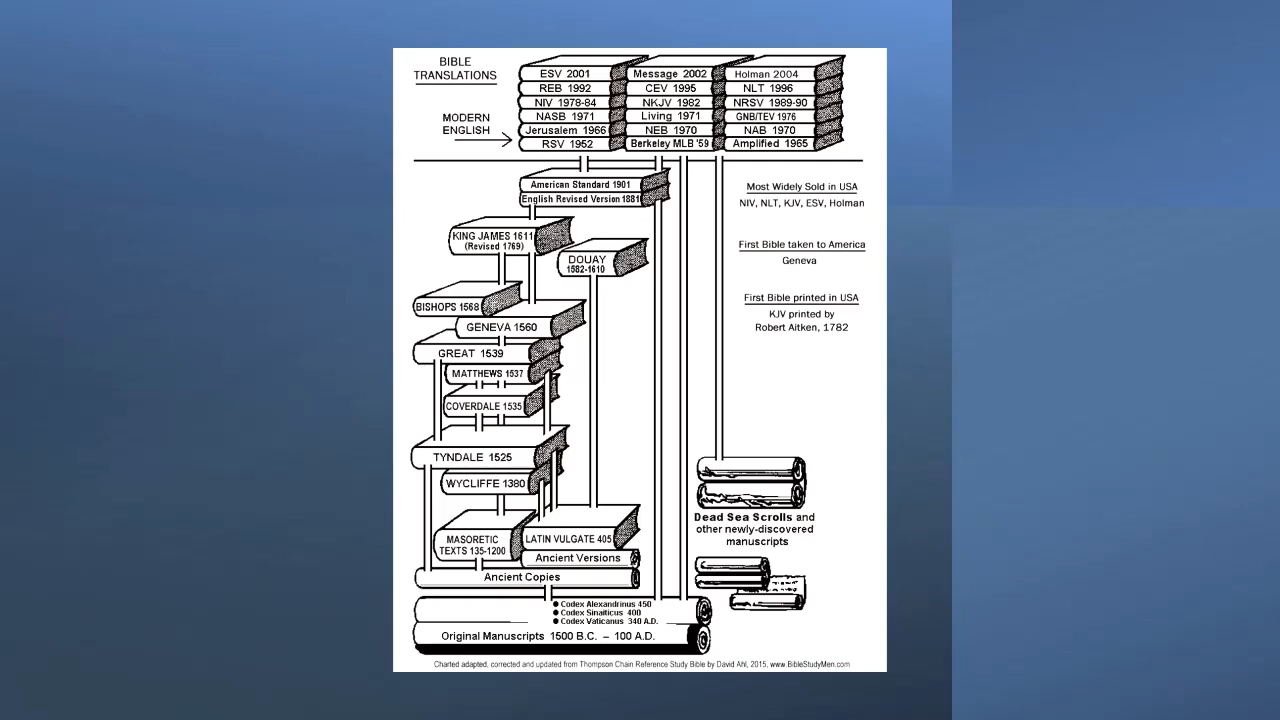 BIBLE
TRANSLATIONS
ESV 2001
REB 1992
NIV 1978-84
NASB 1971
Jerusalem 1966
RSV 1952
Message 2002
CEV 1995
NKJV 1982
Living 1971
NEB 1970
Berkeley MLB '59
Holman 2004
NLT 1996
NRSV 1989-90
GNB/TEV 1976
NAB 1970
Amplified 1965
MODERN
ENGLISH
American Standard 1901
English Revised Version 1881
KING JAMES 1611
(Revised 1769)
DOUAY
1582-1610
BISHOPS 1568
GENEVA 1560
GREAT 1539
MATTHEWS 1537
COVERDALE 1535
TYNDALE 1525
WYCLIFFE 1380
MASORETIC
TEXTS 135-1200
LATIN VULGATE 405
Ancient Versions
Ancient Copies
● Codex Alexandrinus 450
● Codex Sinaiticus 400
● Codex Vaticanus 340 A.D.
Original Manuscripts 1500 B.C. – 100 A.D.
Most Widely Sold in USA
NIV, NLT, KJV, ESV, Holman
First Bible taken to America
Geneva
First Bible printed in USA
KJV printed by
Robert Aitken, 1782
Dead Sea Scrolls and
other newly-discovered
manuscripts
Charted adapted, corrected and updated from Thompson Chain Reference Study Bible by David Ahl, 2015, www.BibleStudyMen.com